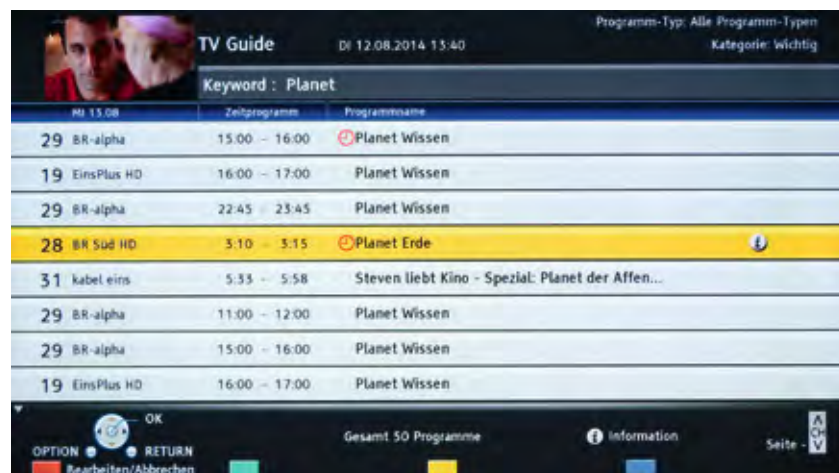 Programm-Typ: Alle Programm-Typen
TV Guide DI 12.08.2014 13:40 Kategorie: Wichtig
Keyword : Planet
MI 13.08 Zeitprogramm Programmname
29 BR-alpha 15:00 - 16:00 Planet Wissen
19 EinsPlus HD 16:00 - 17:00 Planet Wissen
29 BR-alpha 22:45 - 23:45 Planet Wissen
28 BR Süd HD 3:10 - 3:15 Planet Erde i
31 kabel eins 5:33 - 5:58 Steven liebt Kino - Spezial: Planet der Affen...
29 BR-alpha 11:00 - 12:00 Planet Wissen
29 BR-alpha 15:00 - 16:00 Planet Wissen
19 EinsPlus HD 16:00 - 17:00 Planet Wissen
OK
Gesamt 50 Programme i Information
OPTION RETURN Seite - CH
Bearbeiten/Abbrechen